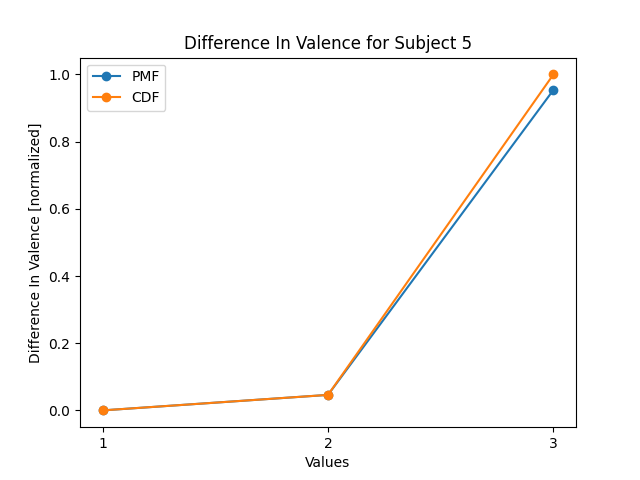 Difference In Valence for Subject 5
PMF
CDF
Difference In Valence [normalized]
1.0
0.8
0.6
0.4
0.2
0.0
1 2 3
Values